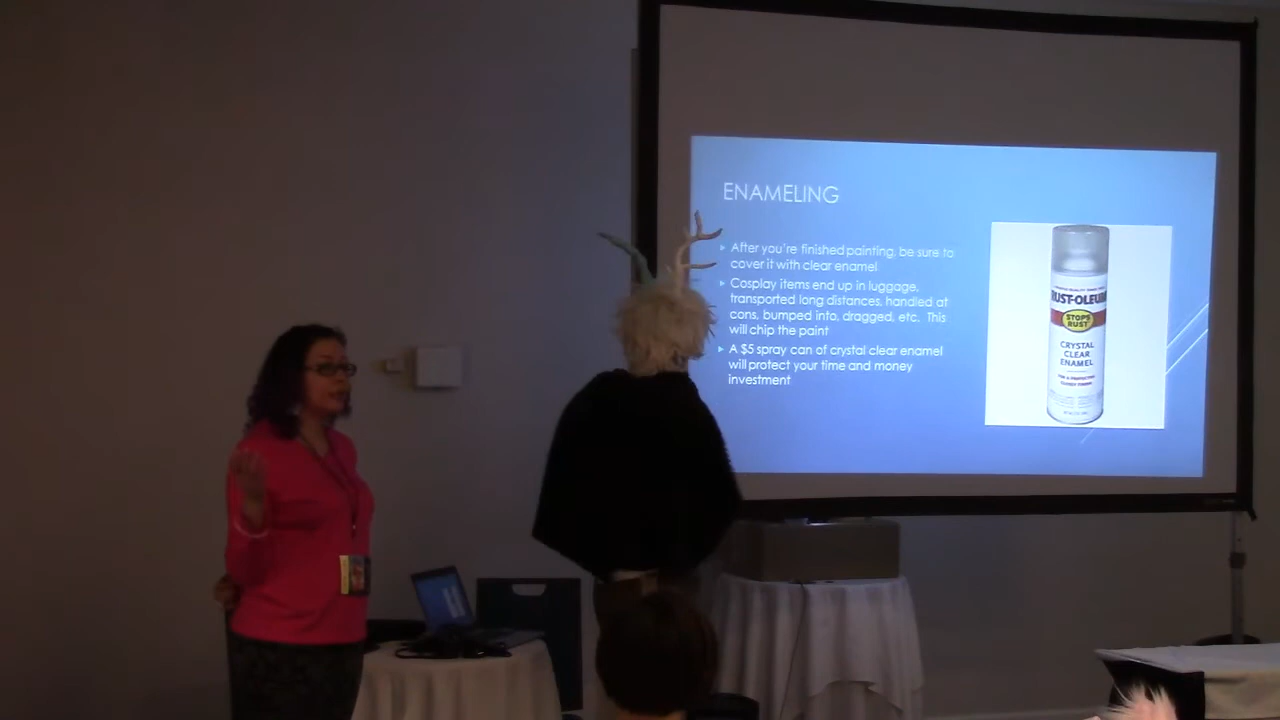 ENAMELING
After you're finished painting, be sure to
cover it with clear enamel
Cosplay items end up in luggage,
transported long distances, handled at
cons, bumped into, dragged, etc. This
will chip the paint
A $5 spray can of crystal clear enamel
will protect your time and money
investment
RUST-OLEUM
STOPS
RUST
CRYSTAL
CLEAR
ENAMEL